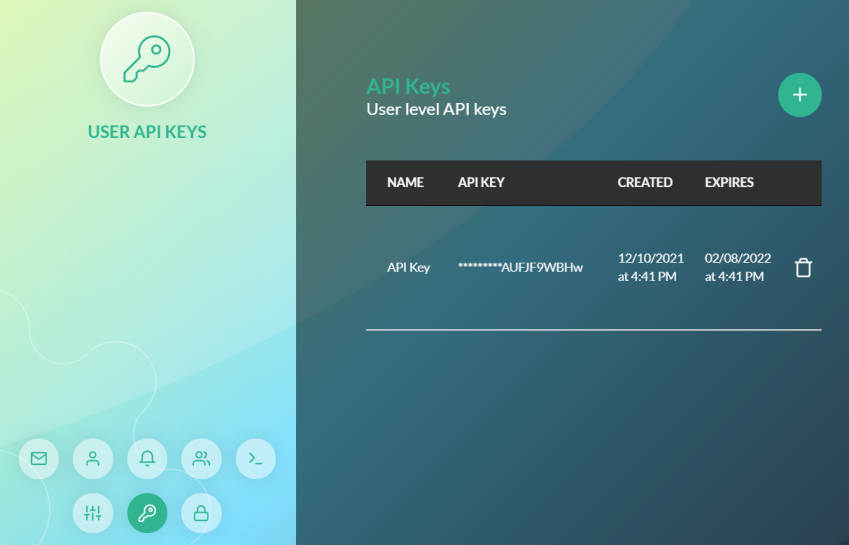 USER API KEYS
API Keys
User level API keys
NAME API KEY CREATED EXPIRES
API Key *********AUFJF9WBHw 12/10/2021 at 4:41 PM 02/08/2022 at 4:41 PM